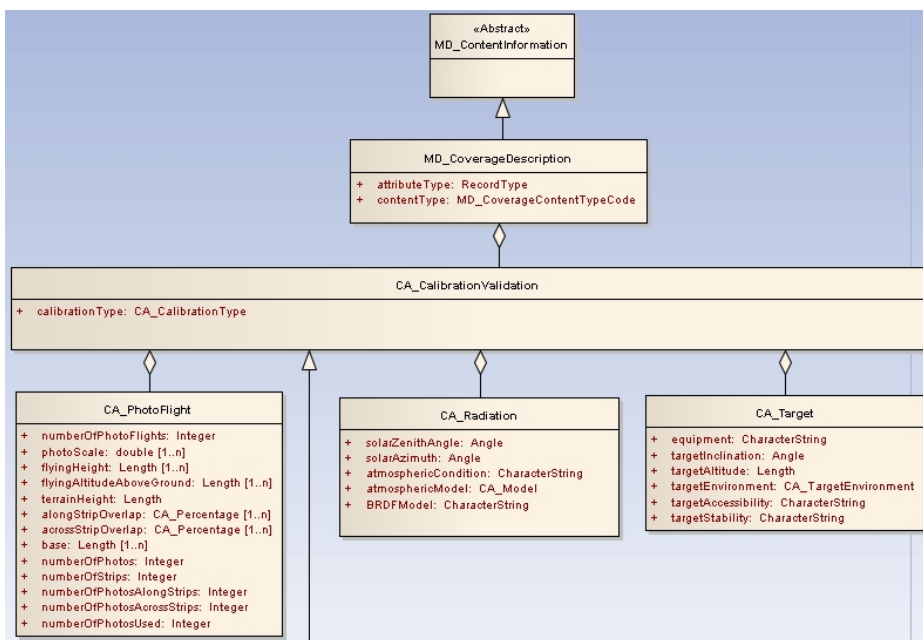 «Abstract»
MD_ContentInformation
MD_CoverageDescription
+ attributeType: RecordType
+ contentType: MD_CoverageContentTypeCode
CA_CalibrationValidation
+ calibrationType: CA_CalibrationType
CA_PhotoFlight
+ numberOfPhotoFlights: Integer
+ photoScale: double [1..n]
+ flyingHeight: Length [1..n]
+ flyingAltitudeAboveGround: Length [1..n]
+ terrainHeight: Length
+ alongStripOverlap: CA_Percentage [1..n]
+ acrossStripOverlap: CA_Percentage [1..n]
+ base: Length [1..n]
+ numberOfPhotos: Integer
+ numberOfStrips: Integer
+ numberOfPhotosAlongStrips: Integer
+ numberOfPhotosAcrossStrips: Integer
+ numberOfPhotosUsed: Integer
CA_Radiation
+ solarZenithAngle: Angle
+ solarAzimuth: Angle
+ atmosphericCondition: CharacterString
+ atmosphericModel: CA_Model
+ BRDFModel: CharacterString
CA_Target
+ equipment: CharacterString
+ targetInclination: Angle
+ targetAltitude: Length
+ targetEnvironment: CA_TargetEnvironment
+ targetAccessibility: CharacterString
+ targetStability: CharacterString